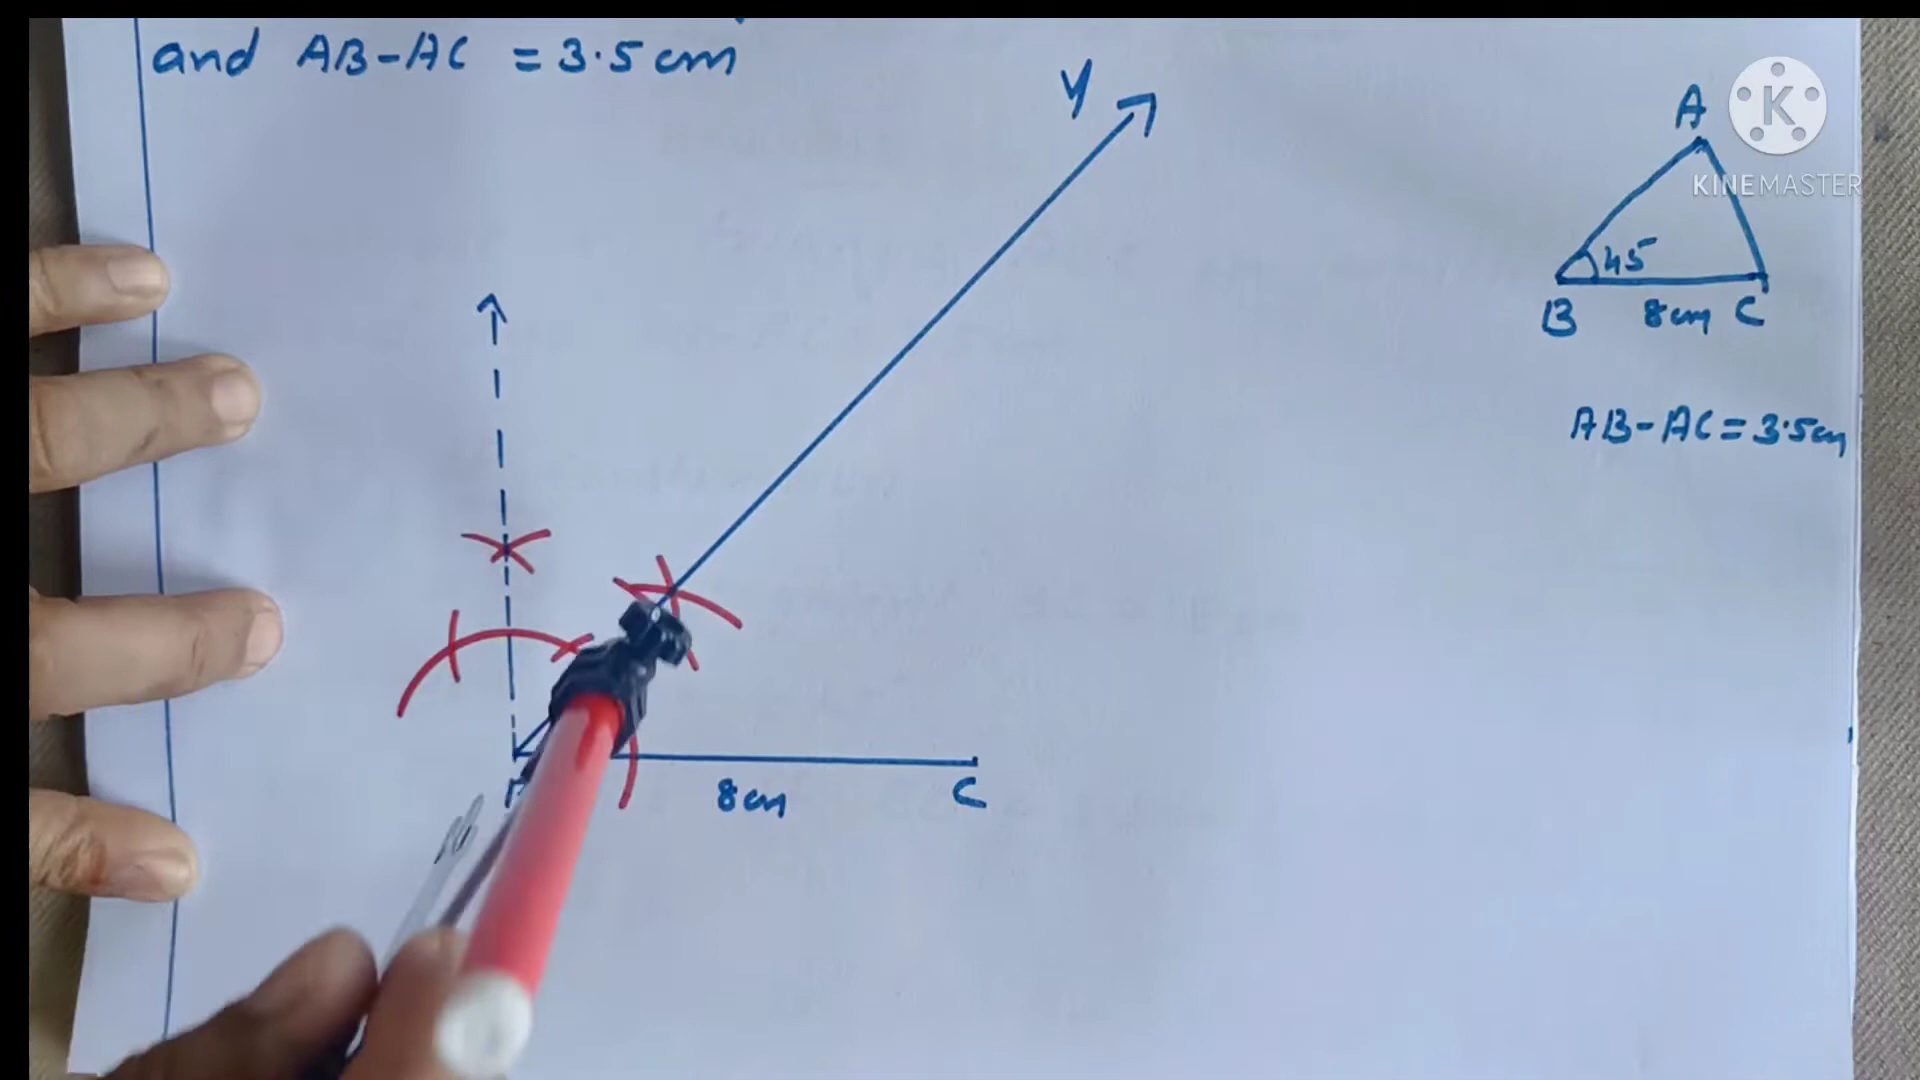 and AB-AC = 3.5 cm
Y
A
K
KINEMASTER
45
B 8cm C
AB-AC = 3.5cm
8cm C